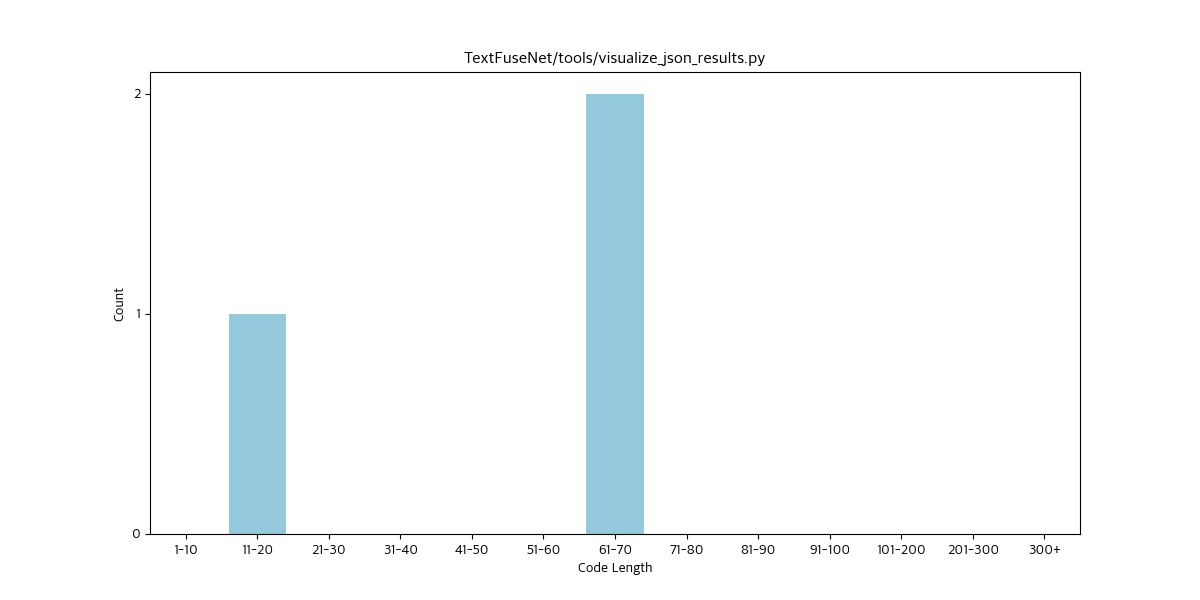 TextFuseNet/tools/visualize_json_results.py
2
1
0
Count
1-10 11-20 21-30 31-40 41-50 51-60 61-70 71-80 81-90 91-100 101-200 201-300 300+
Code Length